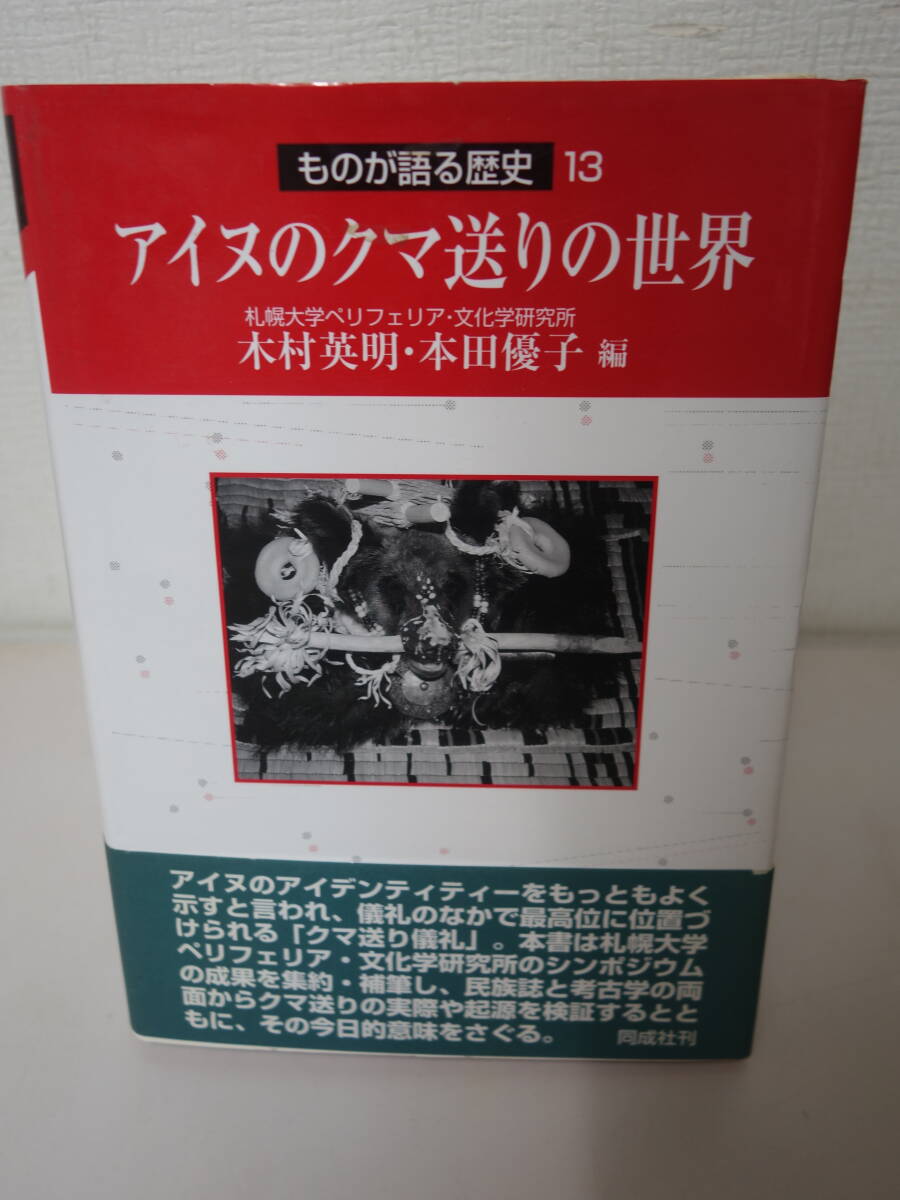 ものが語る歴史 13
アイヌのクマ送りの世界
札幌大学ペリフェリア・文化学研究所
木村英明・本田優子 編
アイヌのアイデンティティーをもっともよく
示すと言われ、儀礼のなかで最高位に位置づ
けられる「クマ送り儀礼」。本書は札幌大学
ペリフェリア・文化学研究所のシンポジウム
の成果を集約・補筆し、民族誌と考古学の両
面からクマ送りの実際や起源を検証するとと
もに、その今日的意味をさぐる。 同成社刊